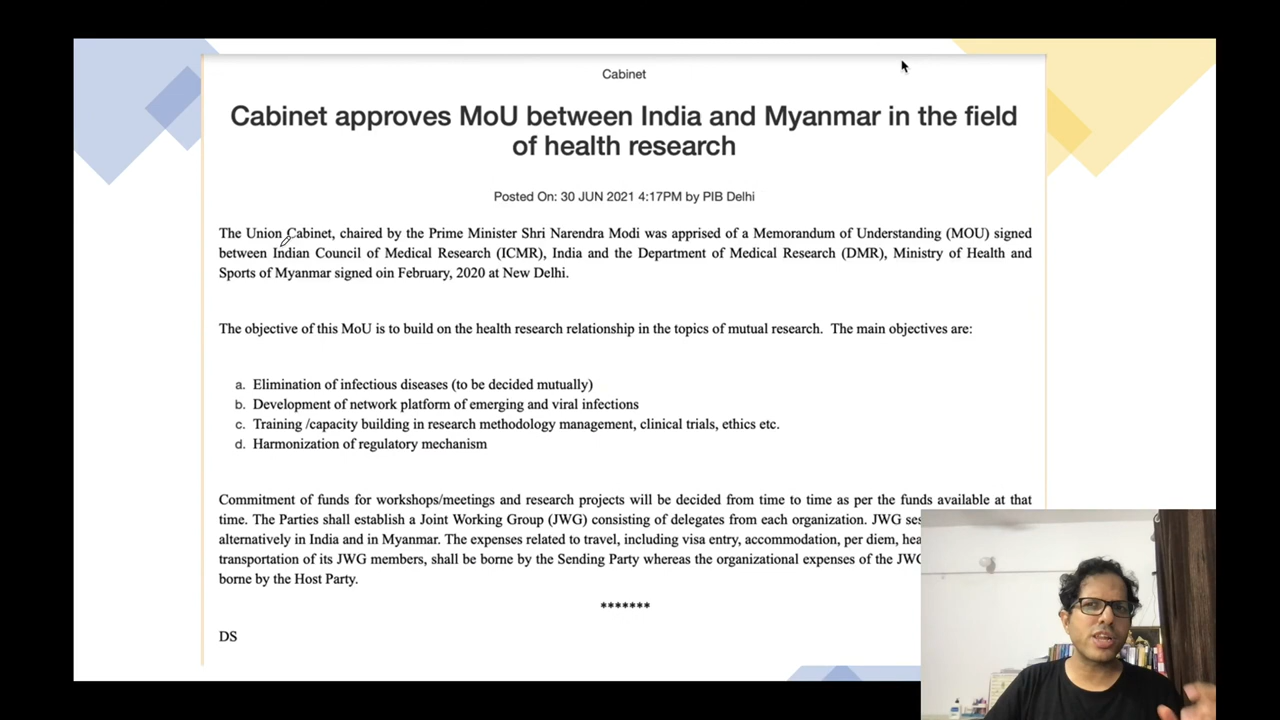 Cabinet
Cabinet approves MoU between India and Myanmar in the field
of health research
Posted On: 30 JUN 2021 4:17PM by PIB Delhi
The Union Cabinet, chaired by the Prime Minister Shri Narendra Modi was apprised of a Memorandum of Understanding (MOU) signed
between Indian Council of Medical Research (ICMR), India and the Department of Medical Research (DMR), Ministry of Health and
Sports of Myanmar signed oin February, 2020 at New Delhi.
The objective of this MoU is to build on the health research relationship in the topics of mutual research. The main objectives are:
a. Elimination of infectious diseases (to be decided mutually)
b. Development of network platform of emerging and viral infections
c. Training /capacity building in research methodology management, clinical trials, ethics etc.
d. Harmonization of regulatory mechanism
Commitment of funds for workshops/meetings and research projects will be decided from time to time as per the funds available at that
time. The Parties shall establish a Joint Working Group (JWG) consisting of delegates from each organization. JWG
alternatively in India and in Myanmar. The expenses related to travel, including visa entry, accommodation, per diem,
transportation of its JWG members, shall be borne by the Sending Party whereas the organizational expenses of the JWG
borne by the Host Party.
*******
DS